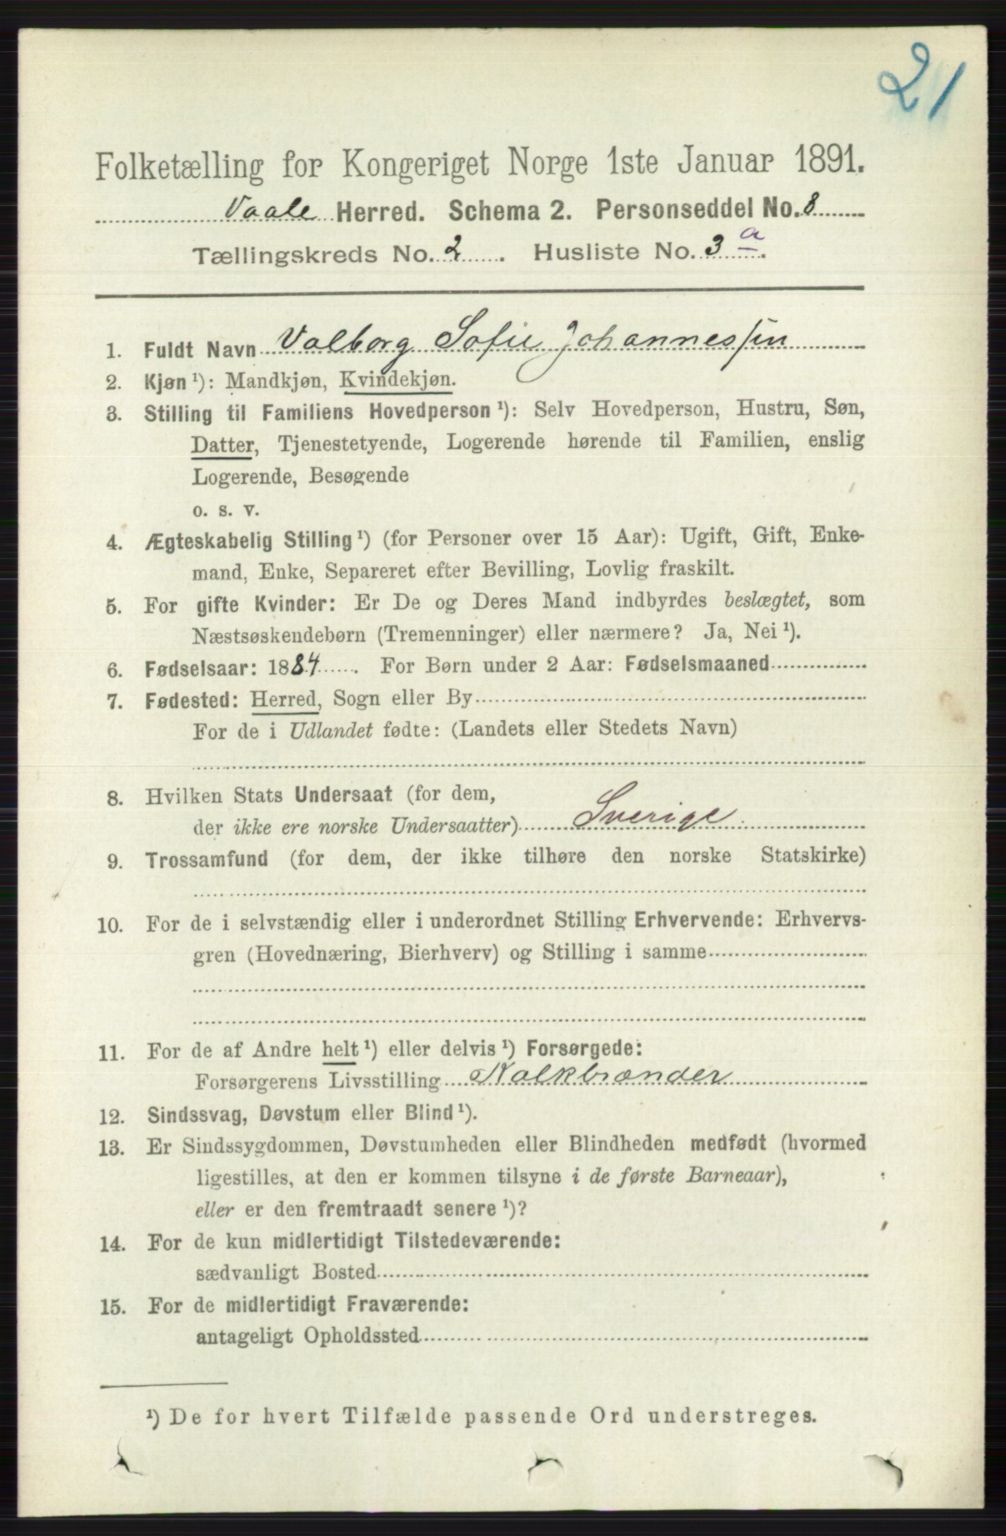 21
Folketælling for Kongeriget Norge 1ste Januar 1891.
Vaale Herred. Schema 2. Personseddel No. 8
Tællingskreds No. 2. Husliste No. 3 a.
1. Fuldt Navn Valborg Sofie Johannessen
2. Kjøn ¹): Mandkjøn, Kvindekjøn.
3. Stilling til Familiens Hovedperson ¹): Selv Hovedperson, Hustru, Søn,
Datter, Tjenestetyende, Logerende hørende til Familien, enslig
Logerende, Besøgende
o. s. v.
4. Ægteskabelig Stilling ¹) (for Personer over 15 Aar): Ugift, Gift, Enke-
mand, Enke, Separeret efter Bevilling, Lovlig fraskilt.
5. For gifte Kvinder: Er De og Deres Mand indbyrdes beslægtet, som
Næstsøskendebørn (Tremenninger) eller nærmere? Ja, Nei ¹).
6. Fødselsaar: 1884. For Børn under 2 Aar: Fødselsmaaned
7. Fødested: Herred, Sogn eller By
For de i Udlandet fødte: (Landets eller Stedets Navn)
8. Hvilken Stats Undersaat (for dem,
der ikke ere norske Undersaatter) Sverige.
9. Trossamfund (for dem, der ikke tilhøre den norske Statskirke)
10. For de i selvstændig eller i underordnet Stilling Erhvervende: Erhvervs-
gren (Hovednæring, Bierhverv) og Stilling i samme
11. For de af Andre helt ¹) eller delvis ¹) Forsørgede:
Forsørgerens Livsstilling Kalkbrænder
12. Sindssvag, Døvstum eller Blind ¹).
13. Er Sindssygdommen, Døvstumheden eller Blindheden medfødt (hvormed
ligestilles, at den er kommen tilsyne i de første Barneaar),
eller er den fremtraadt senere ¹)?
14. For de kun midlertidigt Tilstedeværende:
sædvanligt Bosted
15. For de midlertidigt Fraværende:
antageligt Opholdssted
¹) De for hvert Tilfælde passende Ord understreges.